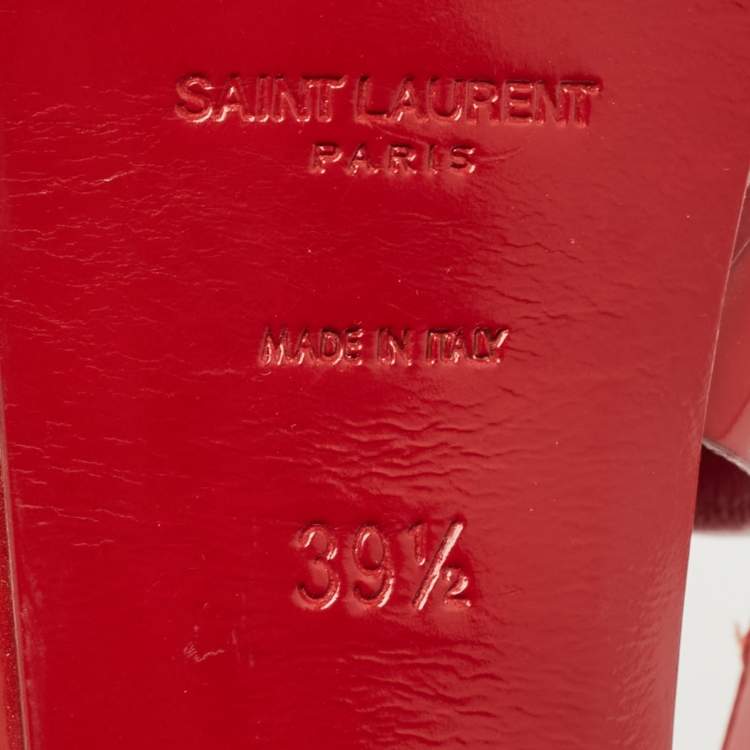 SAINT LAURENT
PARIS
MADE IN ITALY
39½